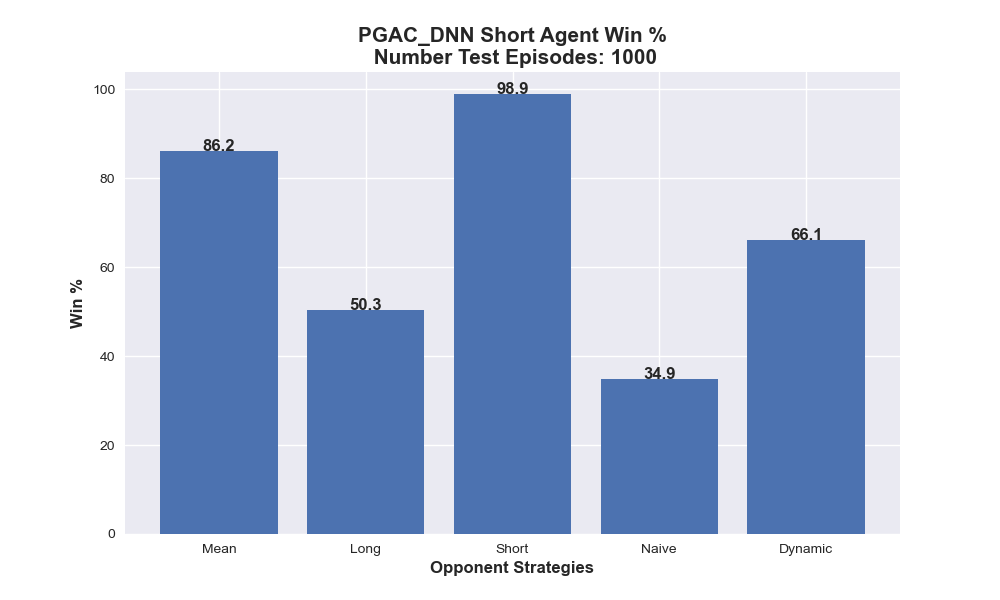 PGAC_DNN Short Agent Win %
Number Test Episodes: 1000
100
80
60
40
20
0
Win %
86.2
50.3
98.9
34.9
66.1
Mean
Long
Short
Naive
Dynamic
Opponent Strategies